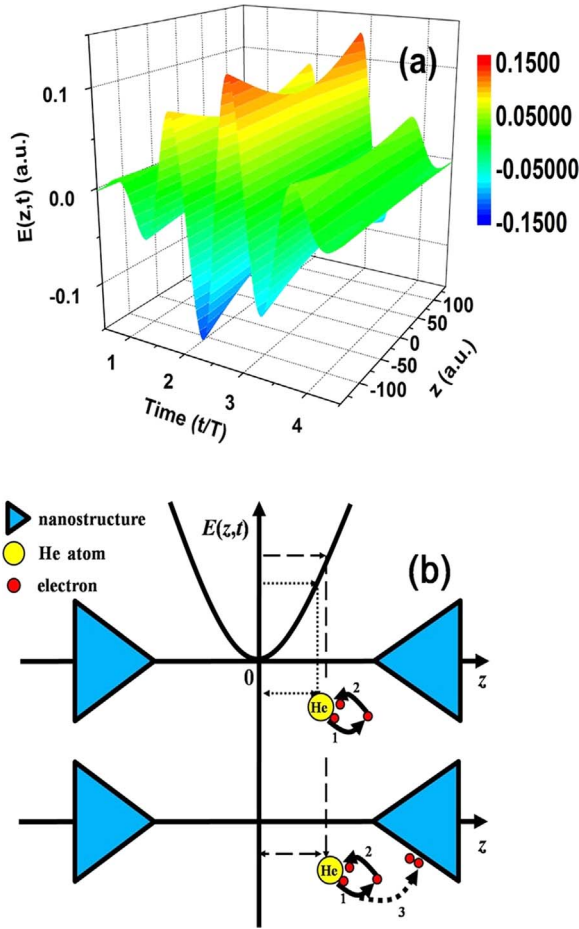 (a)
E(z,t) (a.u.)
0.1
0.0
-0.1
1
2
3
4
Time (t/T)
-100
-50
0
50
100
z (a.u.)
0.1500
0.05000
-0.05000
-0.1500
(b)
nanostructure
He atom
electron
E(z,t)
0
z
He
1
2
z
He
1
2
3